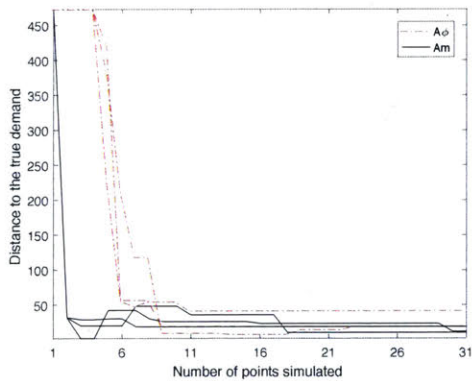 450
400
350
300
250
200
150
100
50
Distance to the true demand
Aϕ
Am
1 6 11 16 21 26 31
Number of points simulated